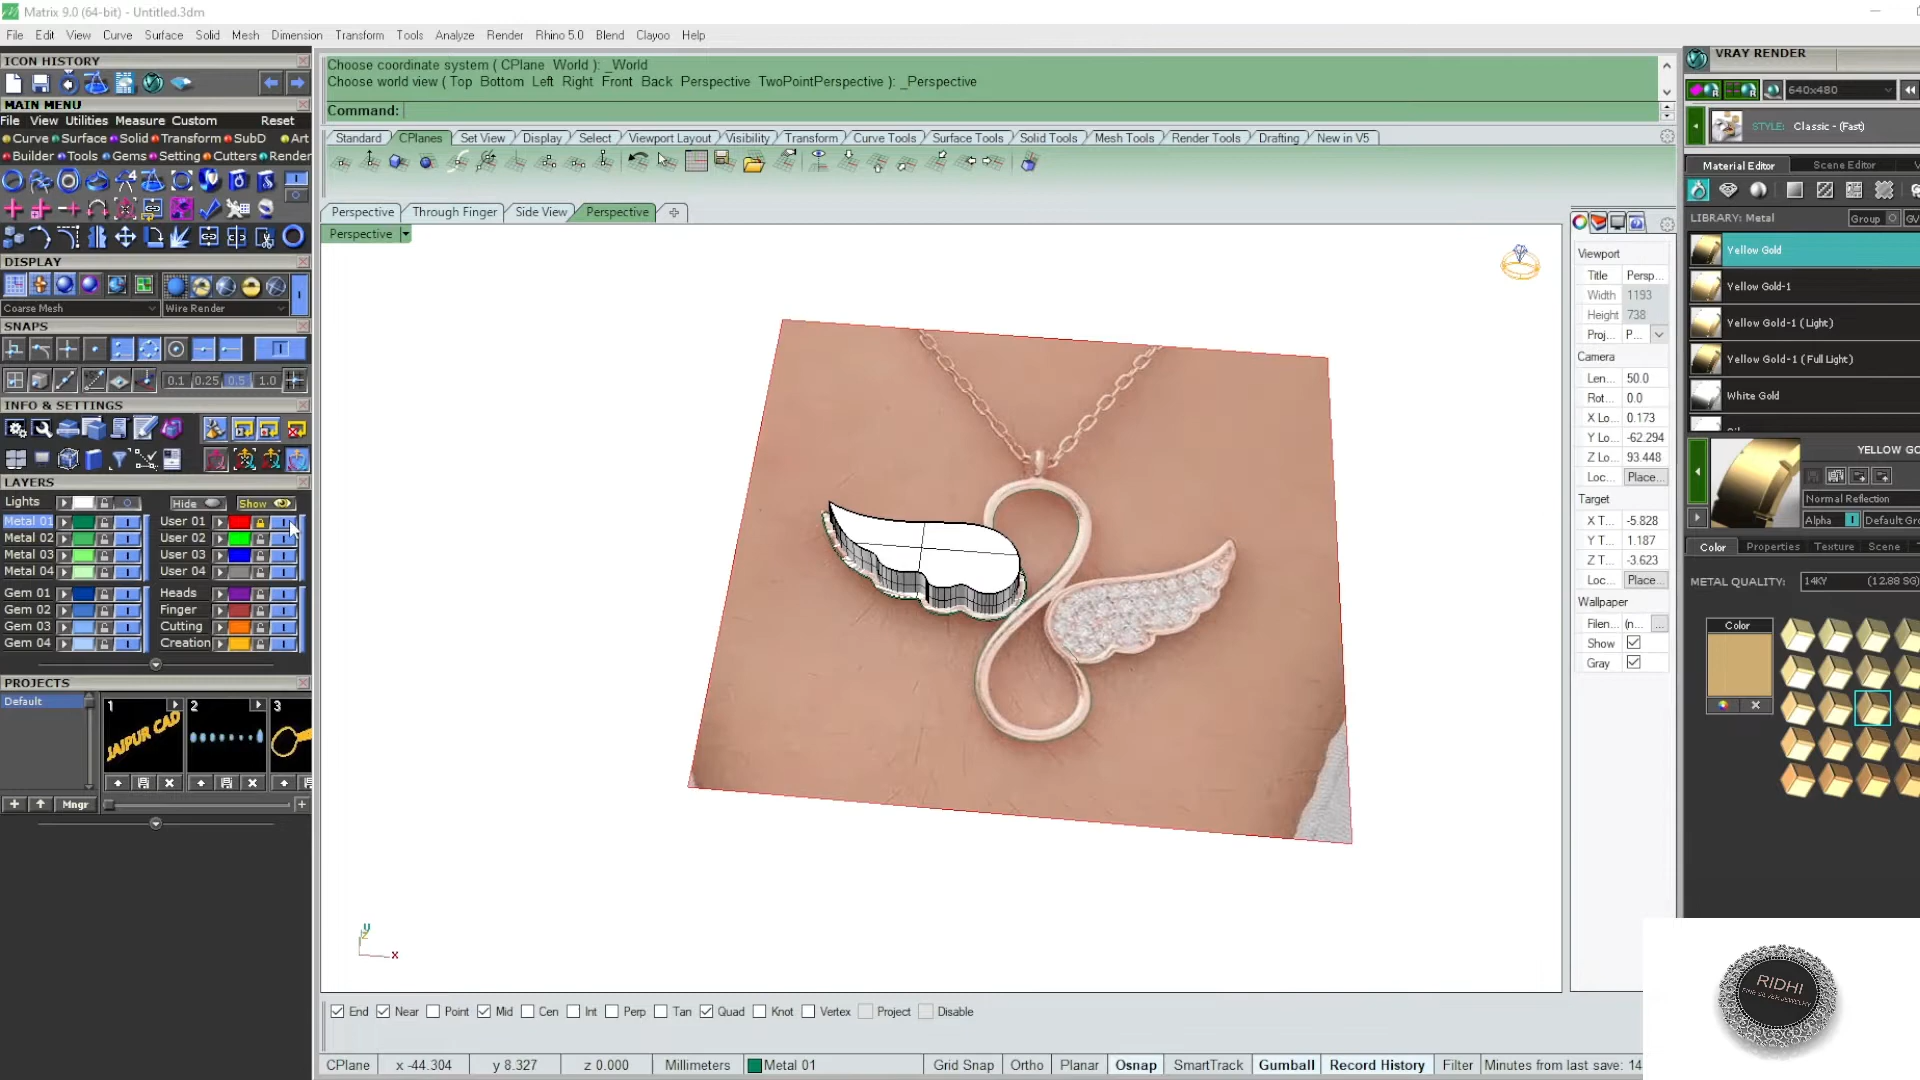 Matrix 9.0 (64-bit) - Untitled.3dm
File Edit View Curve Surface Solid Mesh Dimension Transform Tools Analyze Render Rhino 5.0 Blend Clayoo Help
ICON HISTORY
MAIN MENU
File View Utilities Measure Custom Reset
Curve Surface Solid Transform SubD Art
Builder Tools Gems Setting Cutters Render
DISPLAY
Coarse Mesh Wire Render
SNAPS
0.1 0.25 0.5 1.0
INFO & SETTINGS
LAYERS
Lights Hide Show
Metal 01 User 01
Metal 02 User 02
Metal 03 User 03
Metal 04 User 04
Gem 01 Heads
Gem 02 Finger
Gem 03 Cutting
Gem 04 Creation
PROJECTS
Default
1 2 3
JAIPUR CAD
Mngr
Choose coordinate system ( CPlane World ): _World
Choose world view ( Top Bottom Left Right Front Back Perspective TwoPointPerspective ): _Perspective
Command:
Standard CPlanes Set View Display Select Viewport Layout Visibility Transform Curve Tools Surface Tools Solid Tools Mesh Tools Render Tools Drafting New in V5
Perspective Through Finger Side View Perspective
Perspective
y
z
x
Viewport
Title Persp...
Width 1193
Height 738
Proj... P...
Camera
Len... 50.0
Rot... 0.0
X Lo... 0.173
Y Lo... -62.294
Z Lo... 93.448
Loc... Place...
Target
X T... -5.828
Y T... 1.187
Z T... -3.623
Loc... Place...
Wallpaper
Filen... (n... ...
Show
Gray
VRAY RENDER
640x480
STYLE: Classic - (Fast)
Material Editor Scene Editor
LIBRARY: Metal Group
Yellow Gold
Yellow Gold-1
Yellow Gold-1 (Light)
Yellow Gold-1 (Full Light)
White Gold
YELLOW GO
Normal Reflection
Alpha Default Gro
Color Properties Texture Scene
METAL QUALITY: 14KY (12.88 SG)
Color
RIDHI
FINE SILVER JEWELRY
End Near Point Mid Cen Int Perp Tan Quad Knot Vertex Project Disable
CPlane x -44.304 y 8.327 z 0.000 Millimeters Metal 01 Grid Snap Ortho Planar Osnap SmartTrack Gumball Record History Filter Minutes from last save: 14